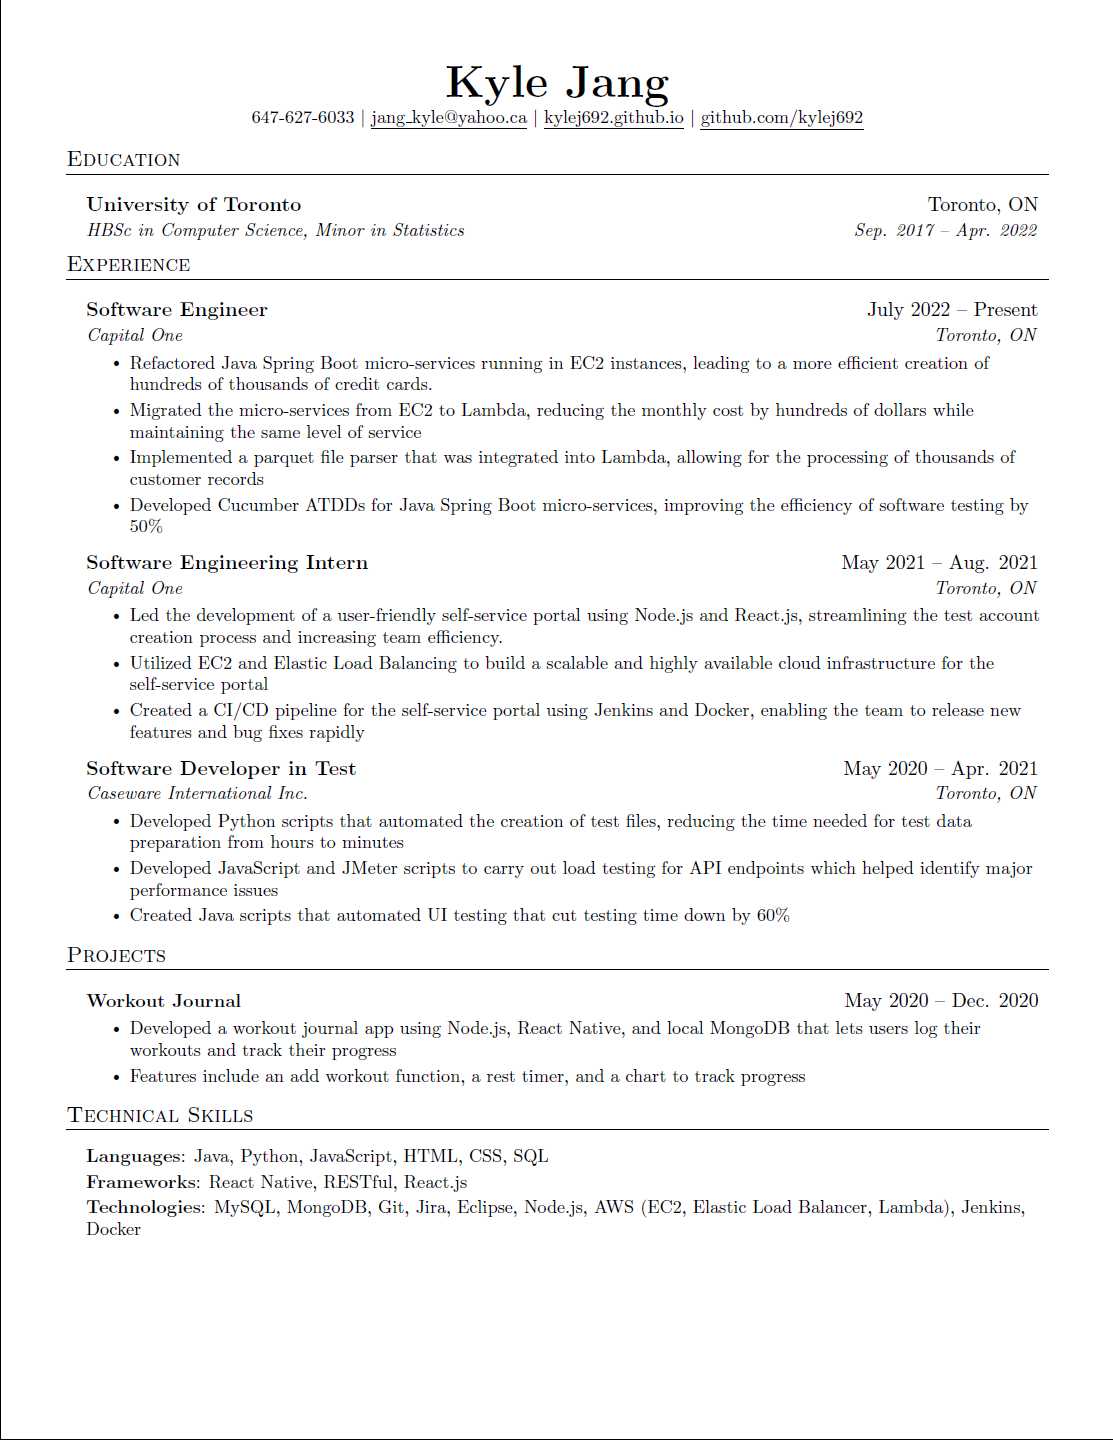 Kyle Jang
647-627-6033 | jang_kyle@yahoo.ca | kylej692.github.io | github.com/kylej692
Education
University of Toronto Toronto, ON
HBSc in Computer Science, Minor in Statistics Sep. 2017 – Apr. 2022
Experience
Software Engineer July 2022 – Present
Capital One Toronto, ON
• Refactored Java Spring Boot micro-services running in EC2 instances, leading to a more efficient creation of
hundreds of thousands of credit cards.
• Migrated the micro-services from EC2 to Lambda, reducing the monthly cost by hundreds of dollars while
maintaining the same level of service
• Implemented a parquet file parser that was integrated into Lambda, allowing for the processing of thousands of
customer records
• Developed Cucumber ATDDs for Java Spring Boot micro-services, improving the efficiency of software testing by
50%
Software Engineering Intern May 2021 – Aug. 2021
Capital One Toronto, ON
• Led the development of a user-friendly self-service portal using Node.js and React.js, streamlining the test account
creation process and increasing team efficiency.
• Utilized EC2 and Elastic Load Balancing to build a scalable and highly available cloud infrastructure for the
self-service portal
• Created a CI/CD pipeline for the self-service portal using Jenkins and Docker, enabling the team to release new
features and bug fixes rapidly
Software Developer in Test May 2020 – Apr. 2021
Caseware International Inc. Toronto, ON
• Developed Python scripts that automated the creation of test files, reducing the time needed for test data
preparation from hours to minutes
• Developed JavaScript and JMeter scripts to carry out load testing for API endpoints which helped identify major
performance issues
• Created Java scripts that automated UI testing that cut testing time down by 60%
Projects
Workout Journal May 2020 – Dec. 2020
• Developed a workout journal app using Node.js, React Native, and local MongoDB that lets users log their
workouts and track their progress
• Features include an add workout function, a rest timer, and a chart to track progress
Technical Skills
Languages: Java, Python, JavaScript, HTML, CSS, SQL
Frameworks: React Native, RESTful, React.js
Technologies: MySQL, MongoDB, Git, Jira, Eclipse, Node.js, AWS (EC2, Elastic Load Balancer, Lambda), Jenkins,
Docker